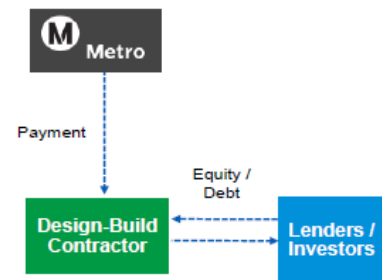 M
Metro
Payment
Equity /
Debt
Design-Build
Contractor
Lenders /
Investors